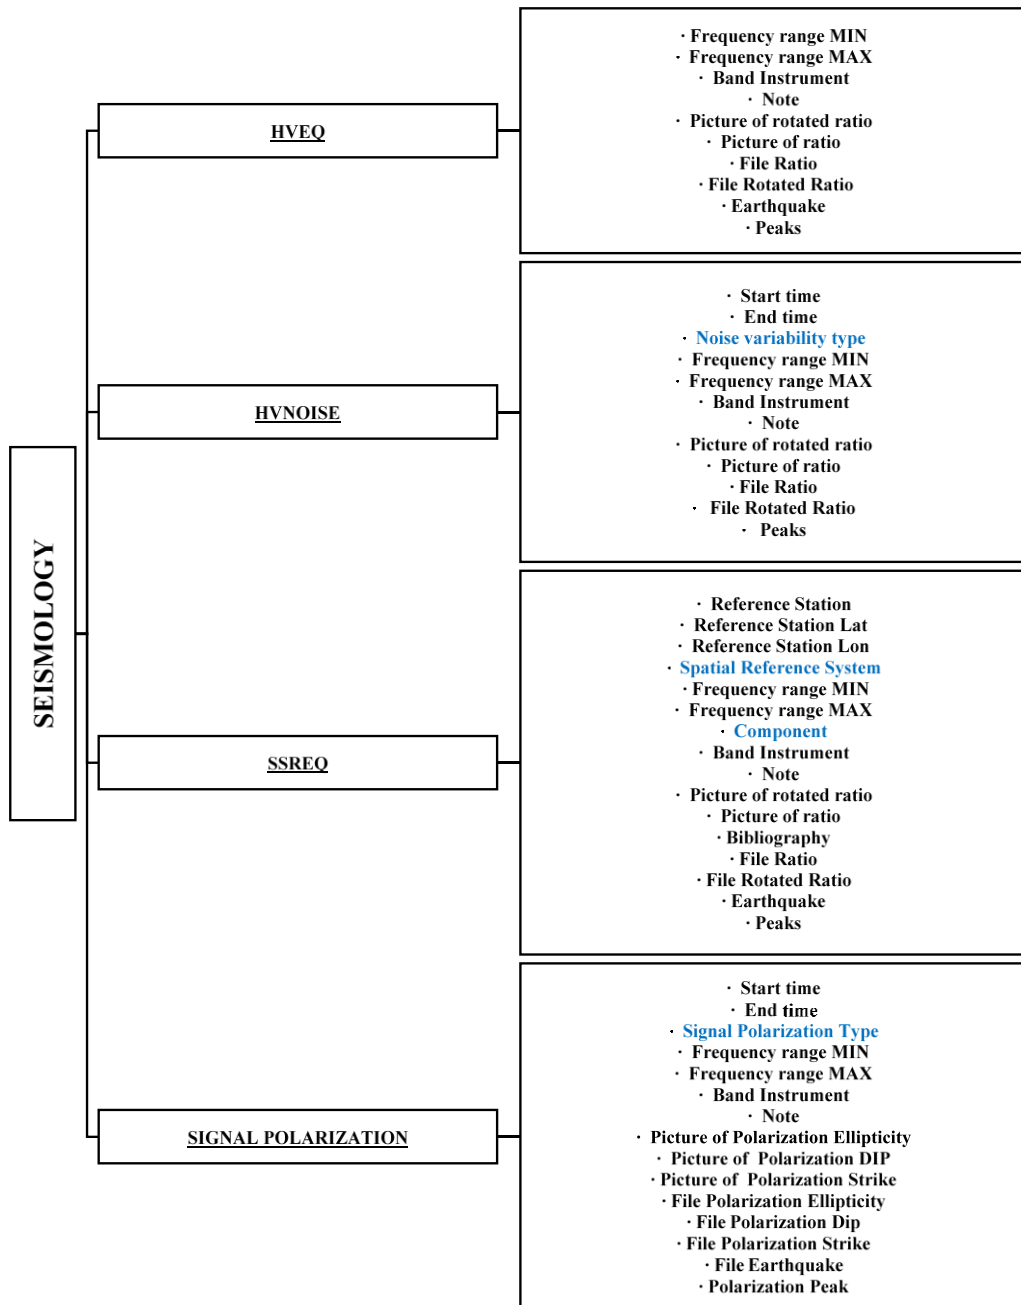 SEISMOLOGY
HVEQ
· Frequency range MIN
· Frequency range MAX
· Band Instrument
· Note
· Picture of rotated ratio
· Picture of ratio
· File Ratio
· File Rotated Ratio
· Earthquake
· Peaks
HVNOISE
· Start time
· End time
· Noise variability type
· Frequency range MIN
· Frequency range MAX
· Band Instrument
· Note
· Picture of rotated ratio
· Picture of ratio
· File Ratio
· File Rotated Ratio
· Peaks
SSREQ
· Reference Station
· Reference Station Lat
· Reference Station Lon
· Spatial Reference System
· Frequency range MIN
· Frequency range MAX
· Component
· Band Instrument
· Note
· Picture of rotated ratio
· Picture of ratio
· Bibliography
· File Ratio
· File Rotated Ratio
· Earthquake
· Peaks
SIGNAL POLARIZATION
· Start time
· End time
· Signal Polarization Type
· Frequency range MIN
· Frequency range MAX
· Band Instrument
· Note
· Picture of Polarization Ellipticity
· Picture of Polarization DIP
· Picture of Polarization Strike
· File Polarization Ellipticity
· File Polarization Dip
· File Polarization Strike
· File Earthquake
· Polarization Peak